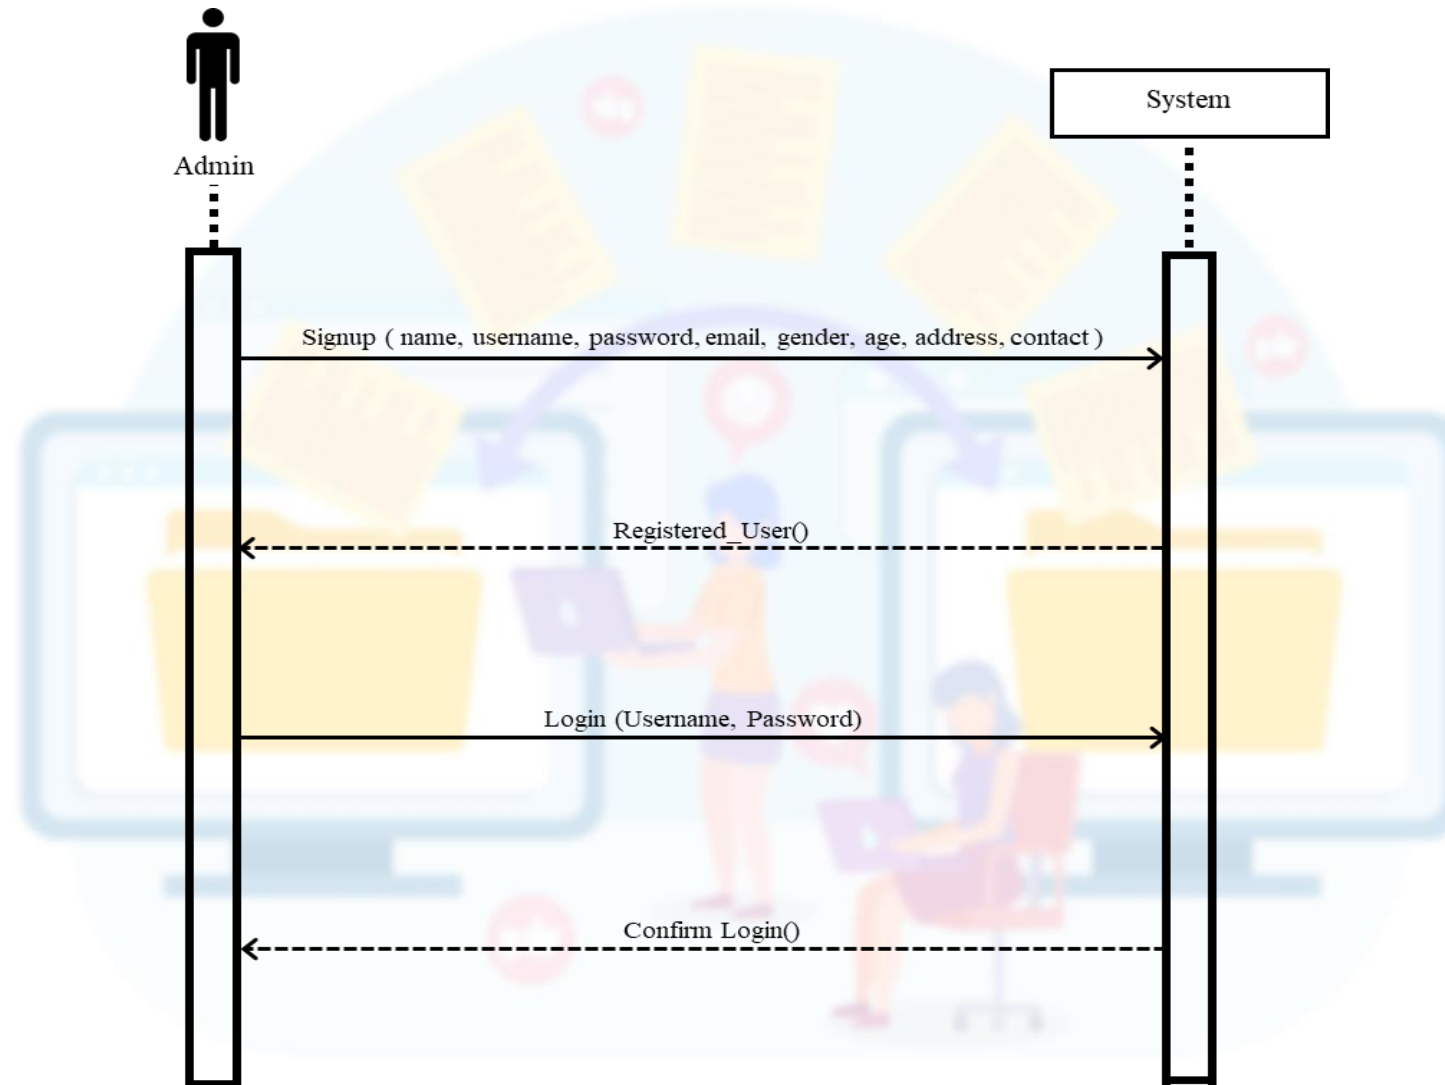 System
Admin
Signup ( name, username, password, email, gender, age, address, contact )
Registered_User()
Login (Username, Password)
Confirm Login()